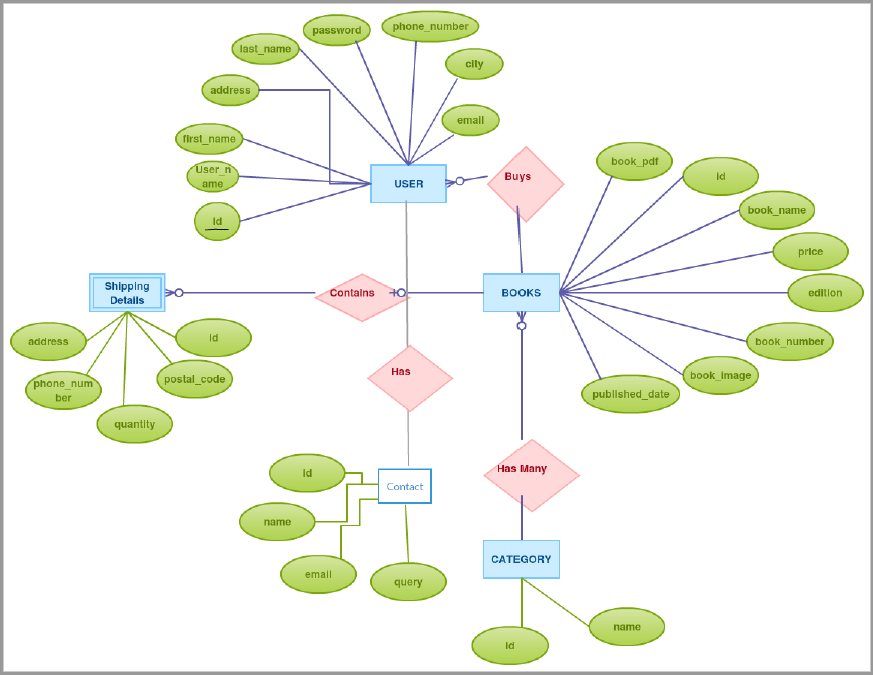 password
phone_number
last_name
city
address
email
first_name
User_n
ame
id
USER
Buys
book_pdf
id
book_name
price
edition
book_number
book_image
published_date
BOOKS
Shipping
Details
Contains
address
id
phone_num
ber
postal_code
quantity
Has
Has Many
id
name
email
Contact
query
CATEGORY
id
name